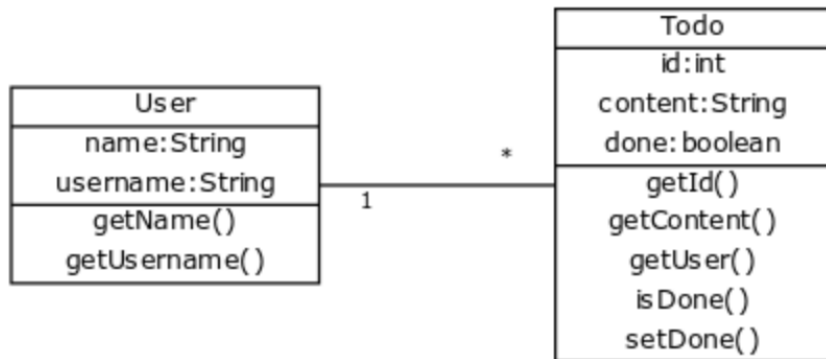 User
name:String
username:String
getName()
getUsername()
1
*
Todo
id:int
content:String
done:boolean
getId()
getContent()
getUser()
isDone()
setDone()